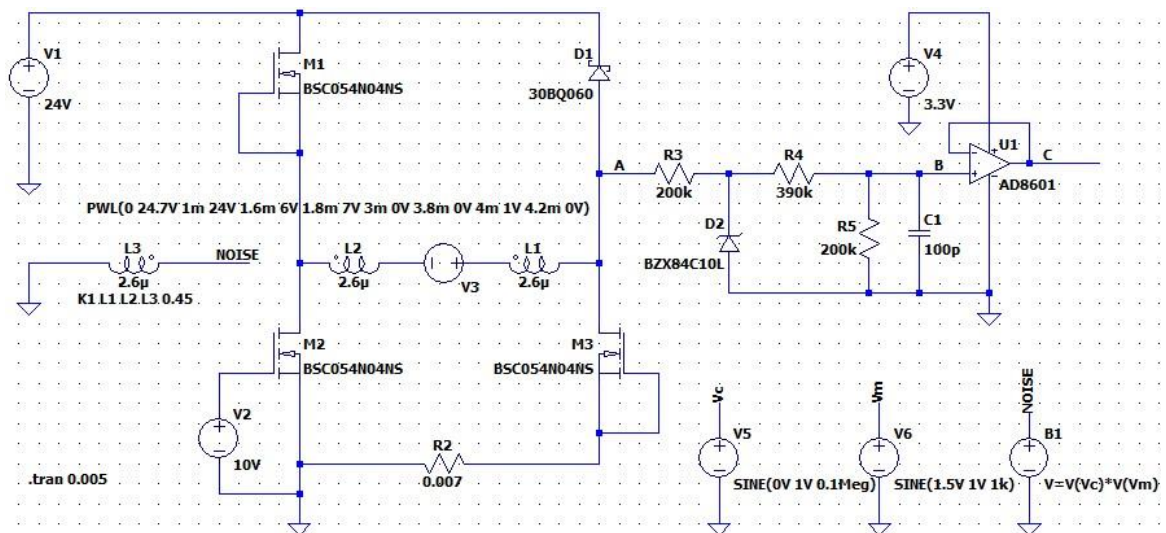 V1
24V
M1
BSC054N04NS
D1
30BQ060
V4
3.3V
U1
AD8601
A
R3
200k
R4
390k
B
C
D2
BZX84C10L
R5
200k
C1
100p
PWL(0 24.7V 1m 24V 1.6m 6V 1.8m 7V 3m 0V 3.8m 0V 4m 1V 4.2m 0V)
L3
2.6µ
NOISE
K1 L1 L2 L3 0.45
L2
2.6µ
V3
L1
2.6µ
M2
BSC054N04NS
M3
BSC054N04NS
V2
10V
R2
0.007
.tran 0.005
Vc
V5
SINE(0V 1V 0.1Meg)
Vm
V6
SINE(1.5V 1V 1k)
NOISE
B1
V=V(Vc)*V(Vm)